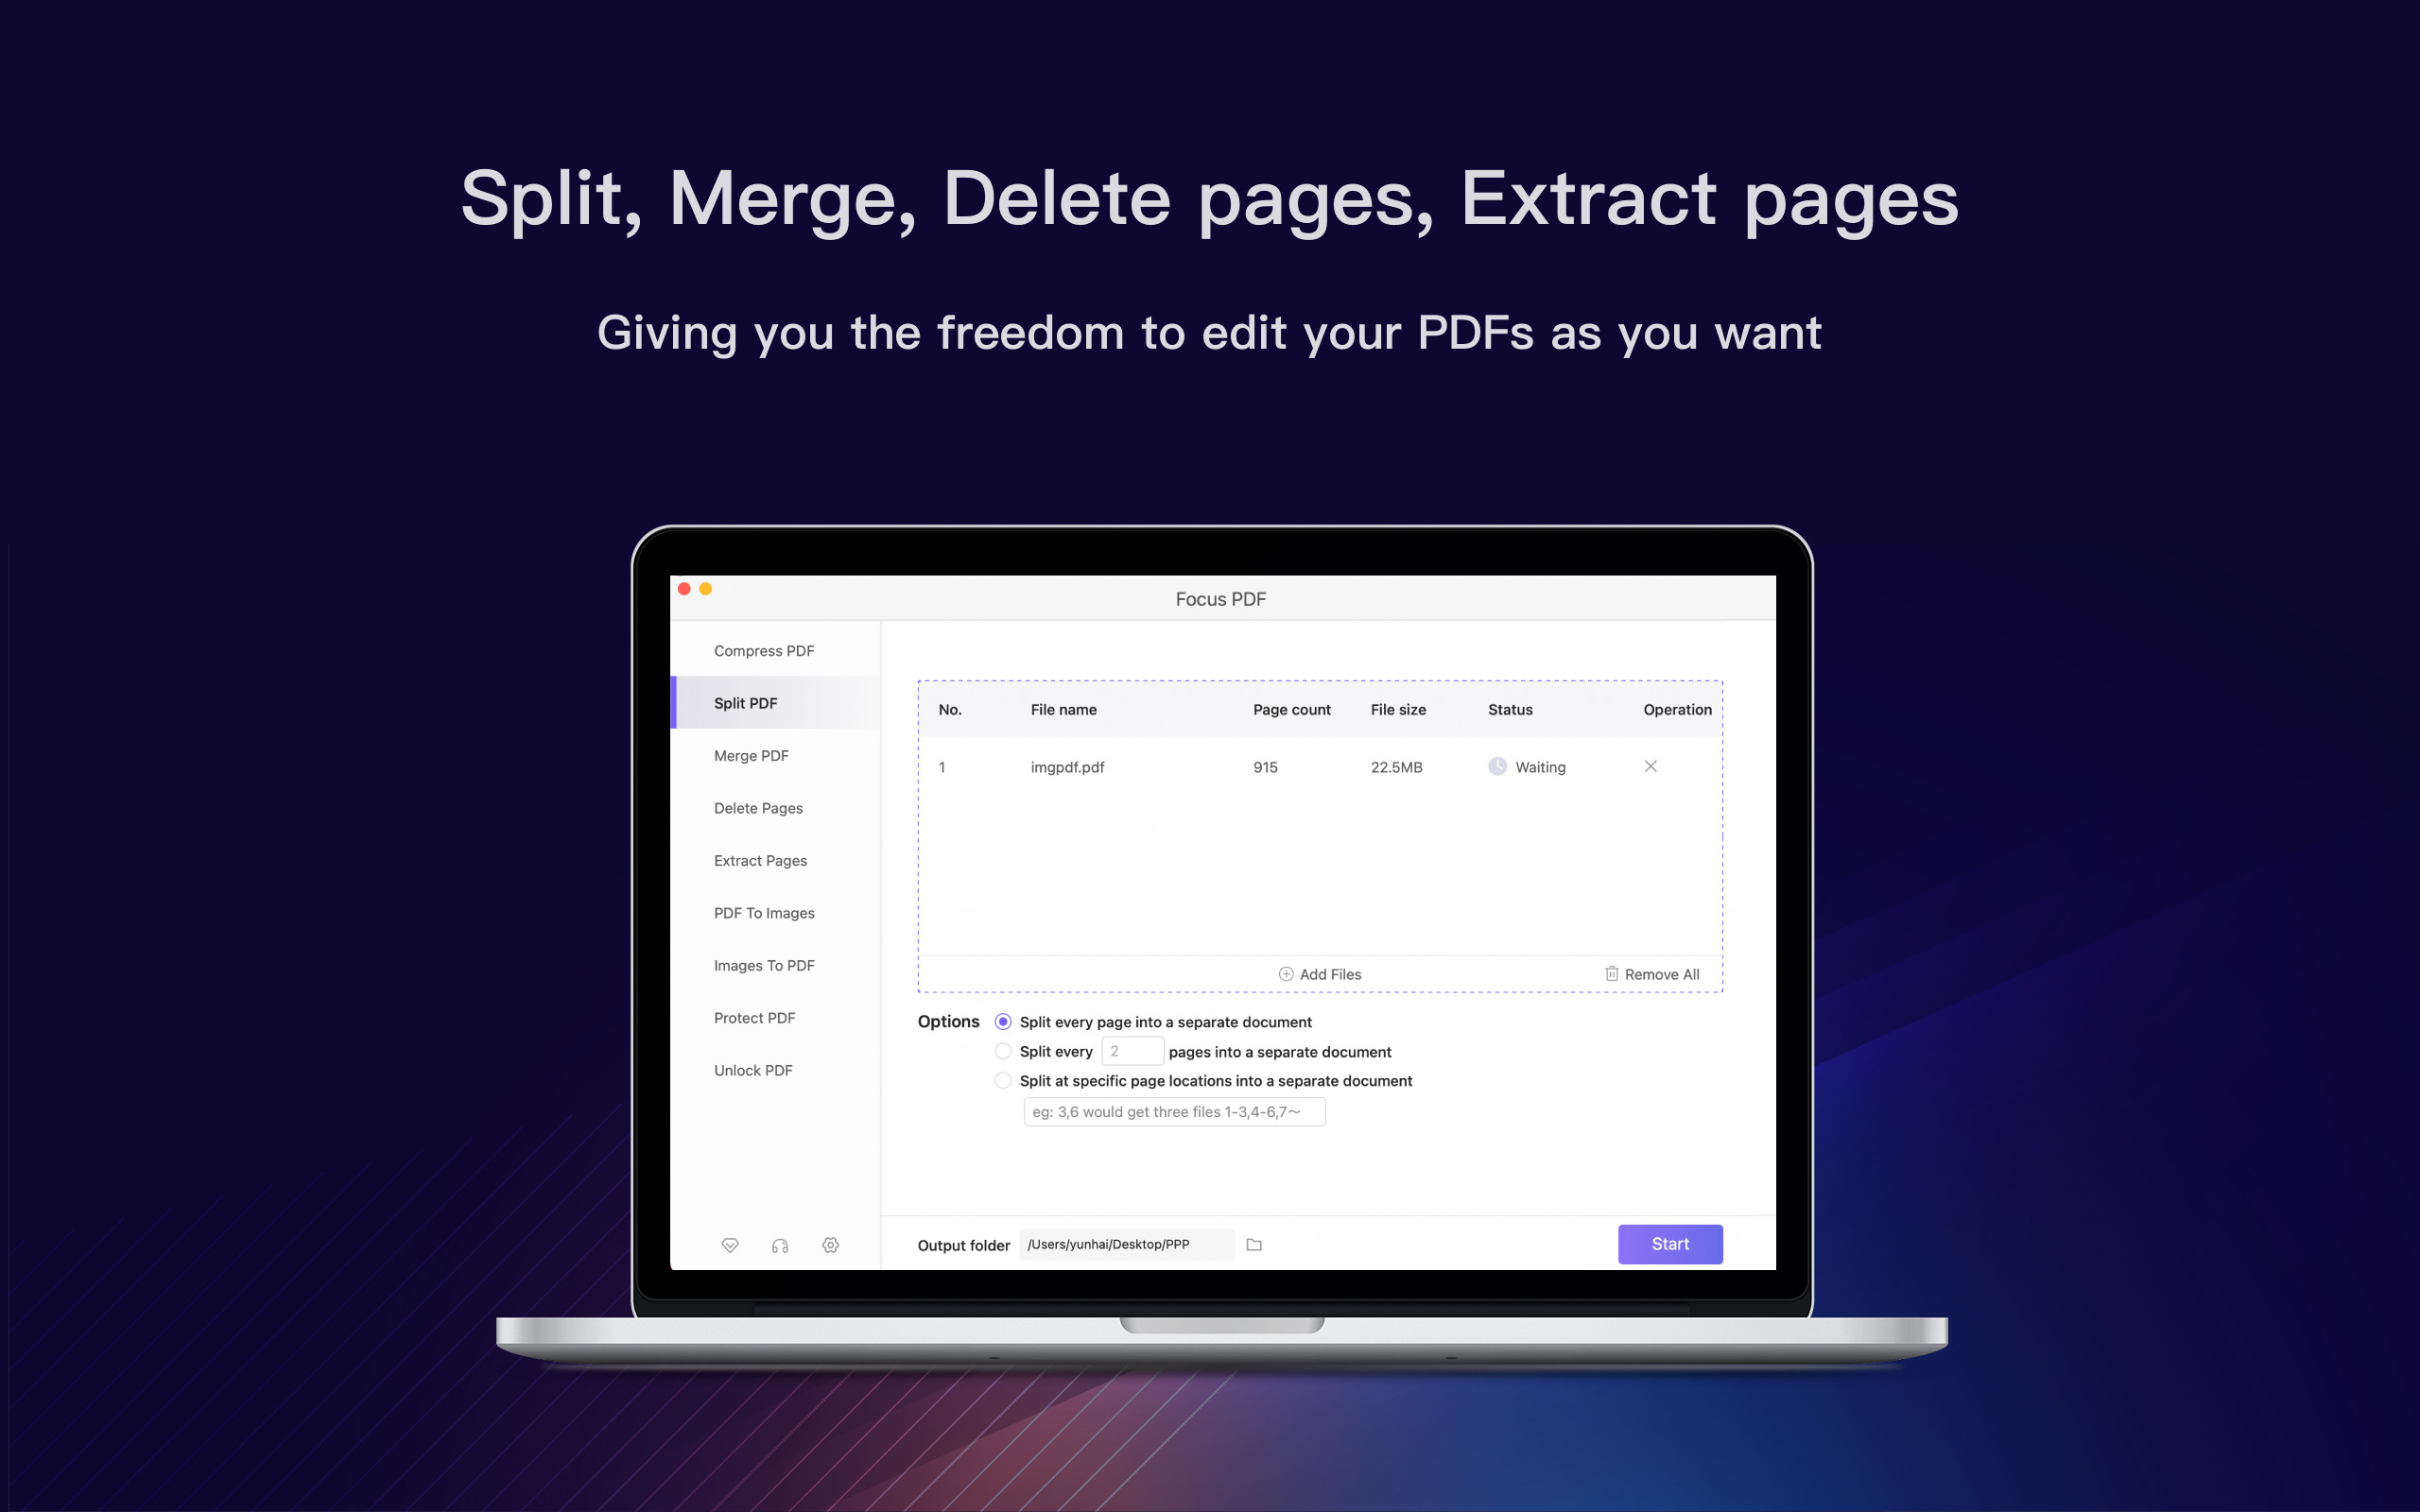 Split, Merge, Delete pages, Extract pages
Giving you the freedom to edit your PDFs as you want
Focus PDF
Compress PDF
Split PDF
Merge PDF
Delete Pages
Extract Pages
PDF To Images
Images To PDF
Protect PDF
Unlock PDF
No. File name Page count File size Status Operation
1 imgpdf.pdf 915 22.5MB Waiting
Add Files Remove All
Options Split every page into a separate document
Split every 2 pages into a separate document
Split at specific page locations into a separate document
eg: 3,6 would get three files 1-3,4-6,7~
Output folder /Users/yunhai/Desktop/PPP Start